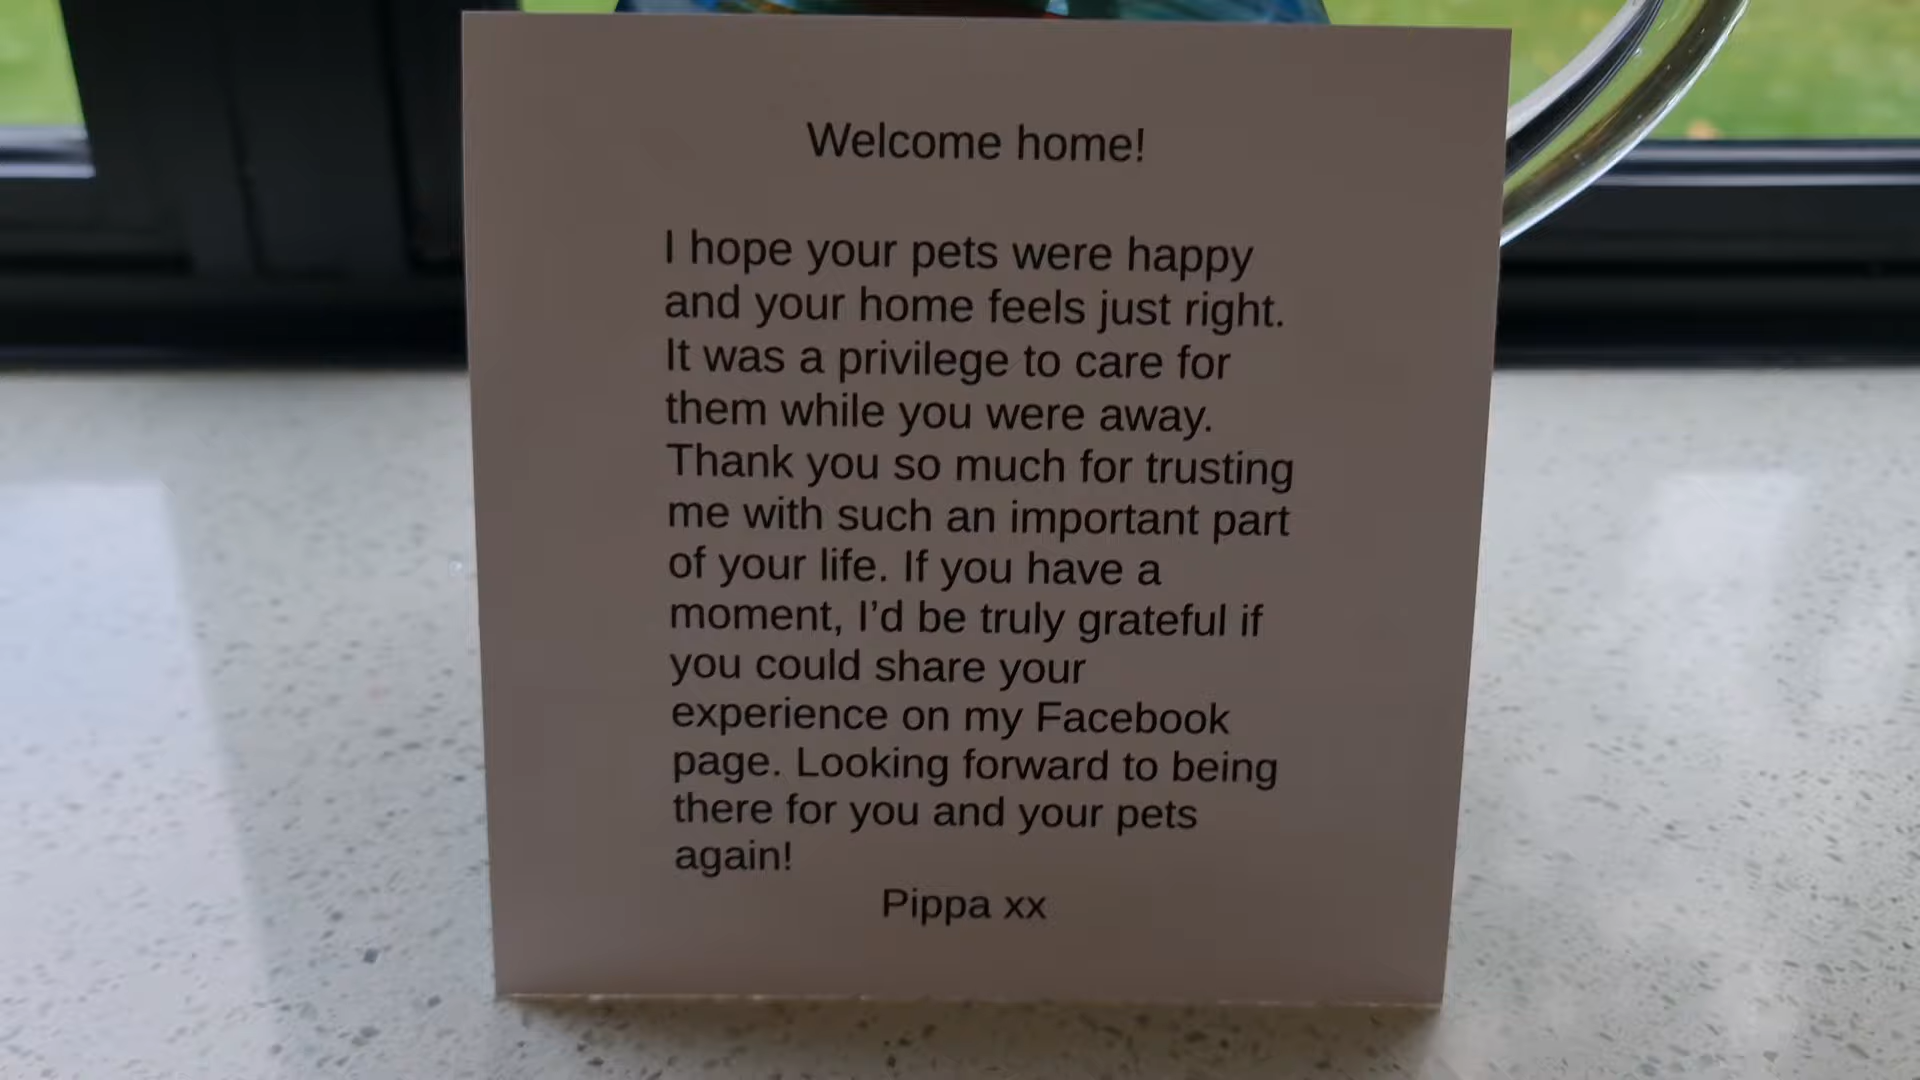 Welcome home!
I hope your pets were happy
and your home feels just right.
It was a privilege to care for
them while you were away.
Thank you so much for trusting
me with such an important part
of your life. If you have a
moment, I’d be truly grateful if
you could share your
experience on my Facebook
page. Looking forward to being
there for you and your pets
again!
Pippa xx